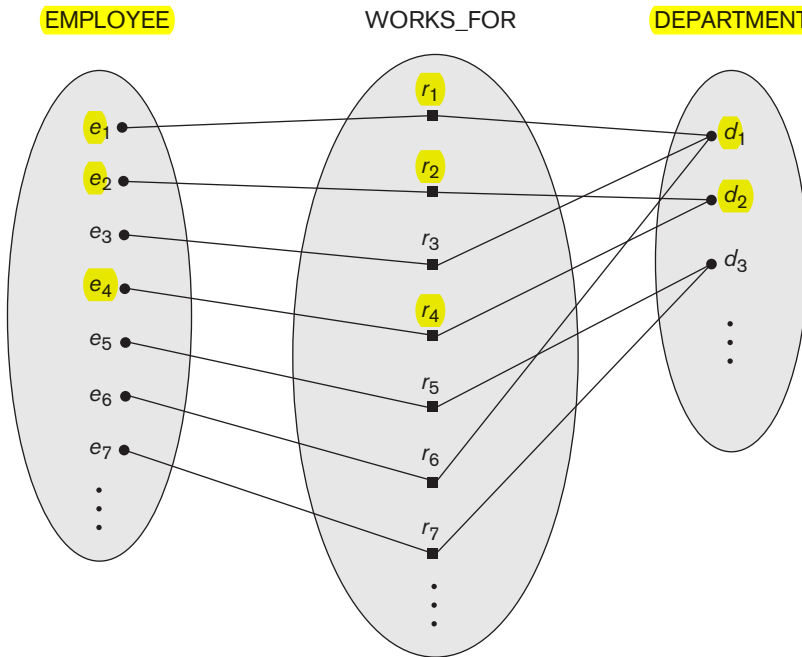 EMPLOYEE WORKS_FOR DEPARTMENT
e1
e2
e3
e4
e5
e6
e7
r1
r2
r3
r4
r5
r6
r7
d1
d2
d3